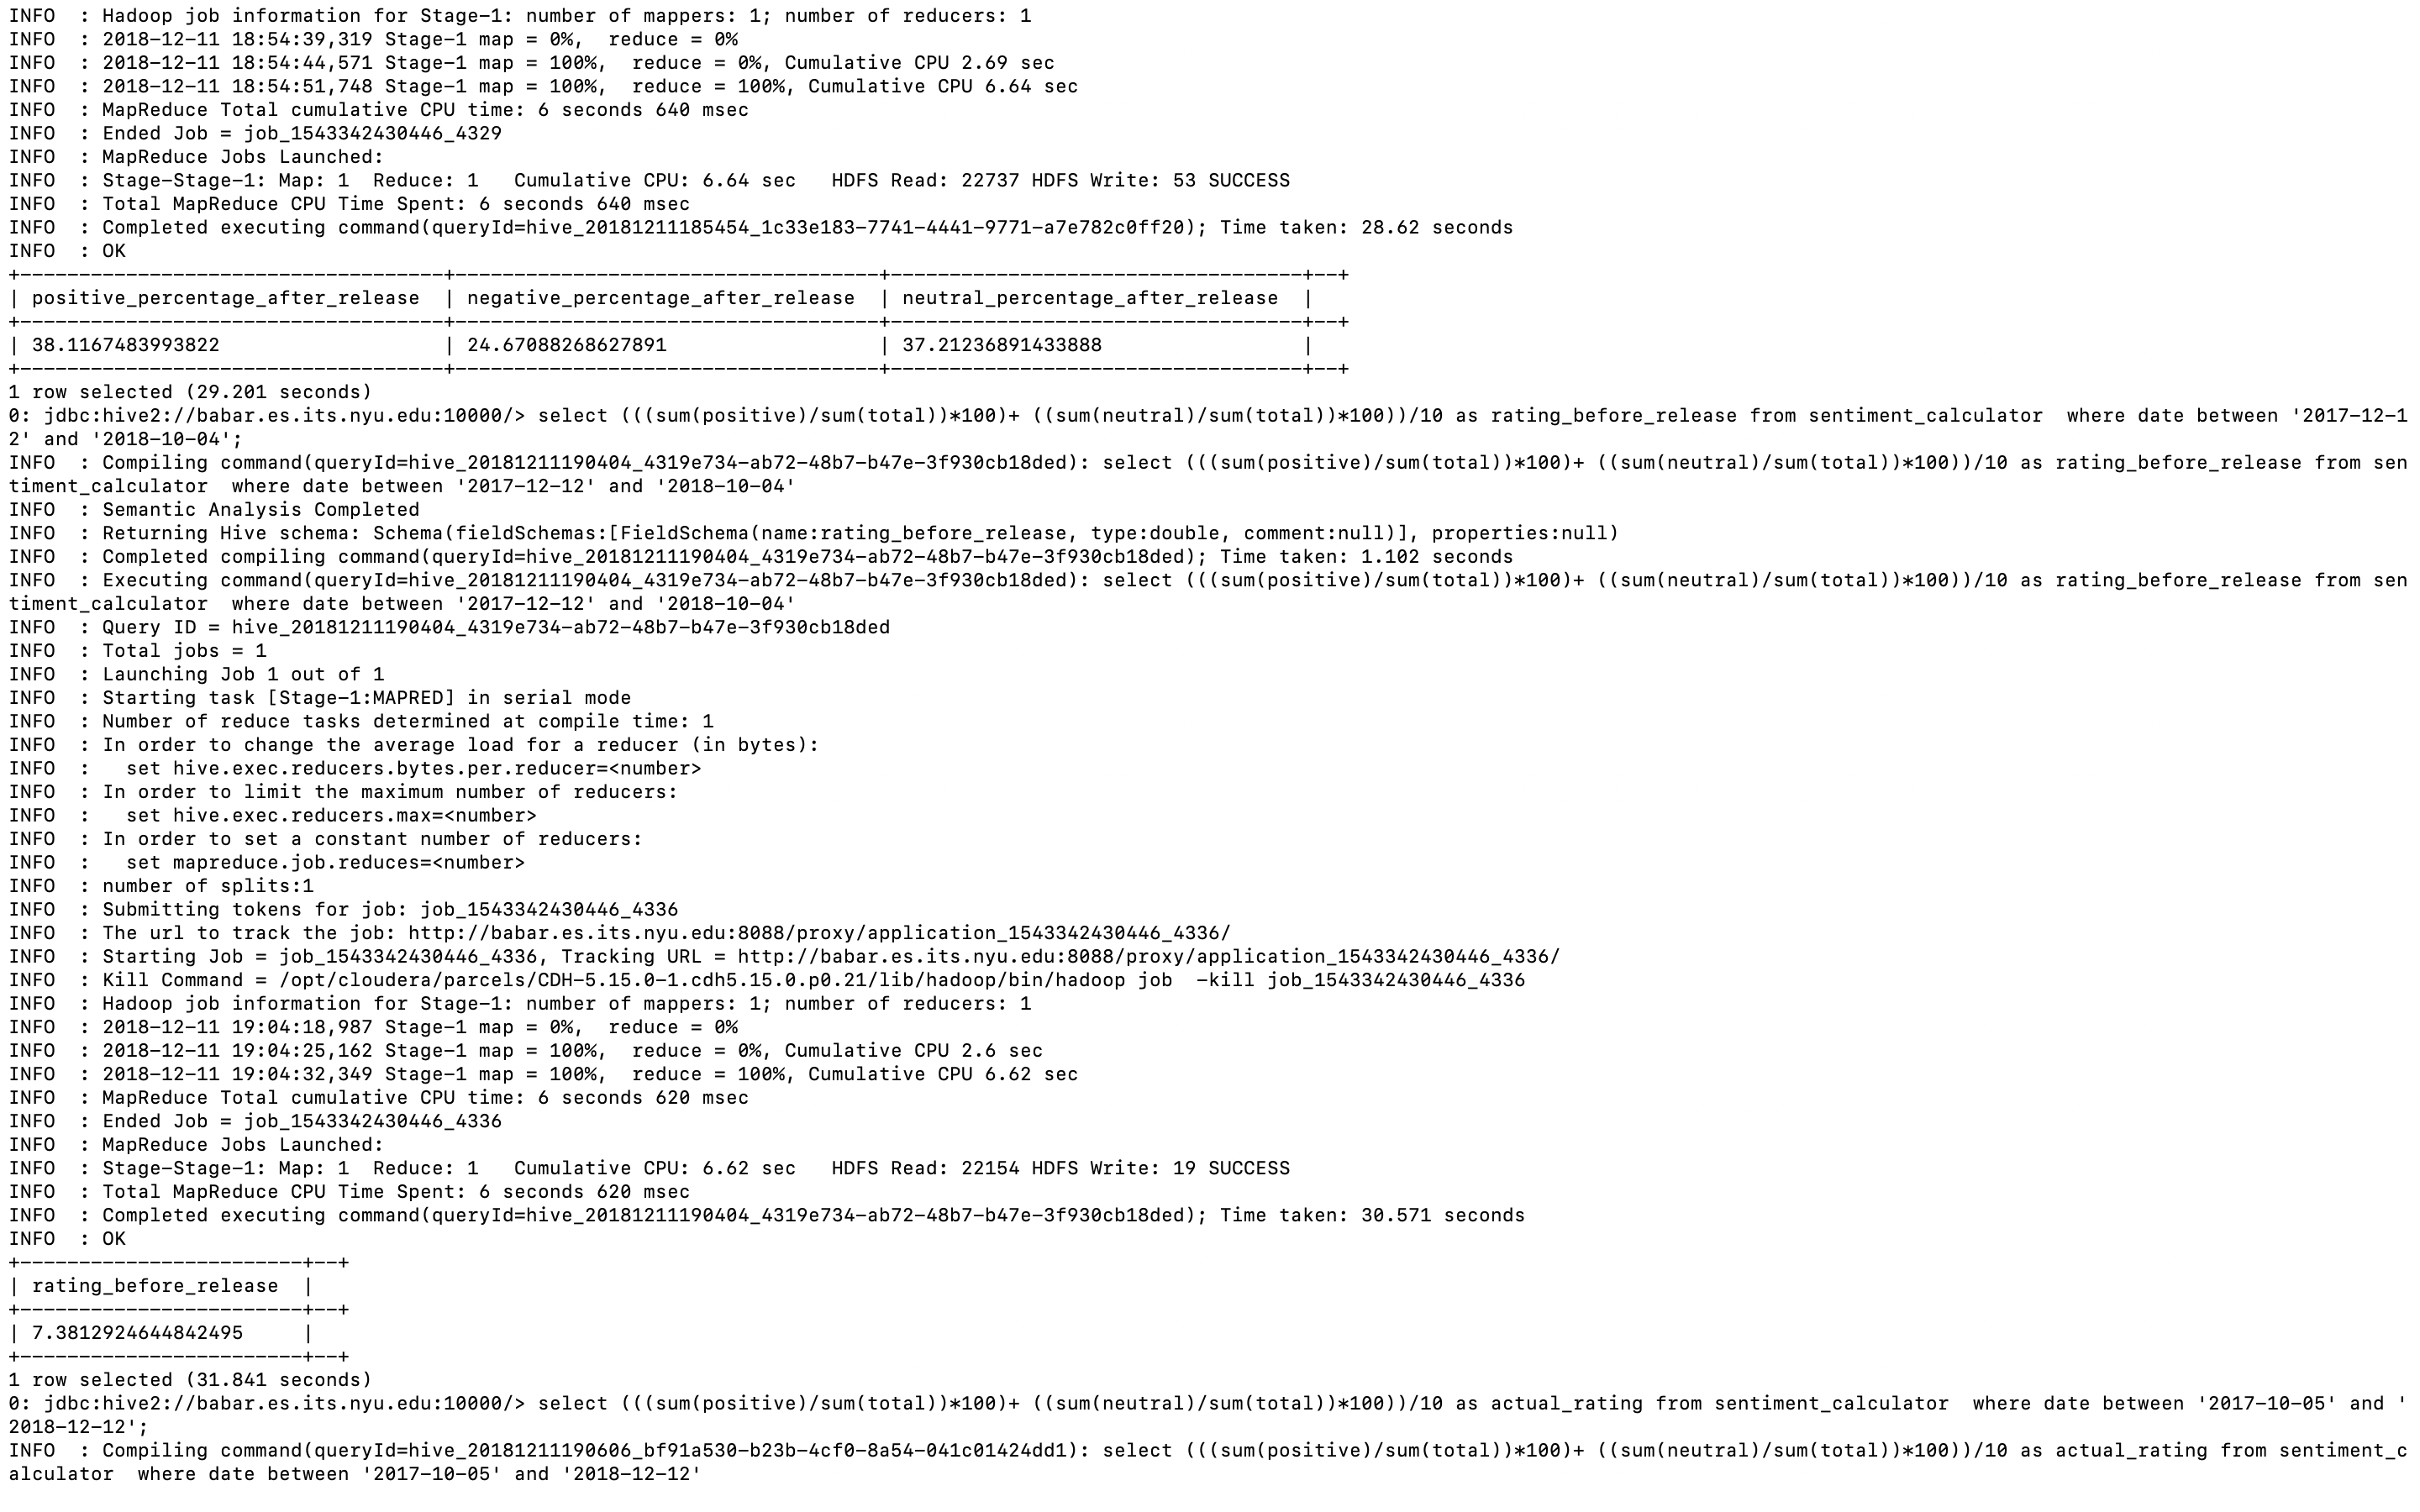 INFO  : Hadoop job information for Stage-1: number of mappers: 1; number of reducers: 1
INFO  : 2018-12-11 18:54:39,319 Stage-1 map = 0%,  reduce = 0%
INFO  : 2018-12-11 18:54:44,571 Stage-1 map = 100%,  reduce = 0%, Cumulative CPU 2.69 sec
INFO  : 2018-12-11 18:54:51,748 Stage-1 map = 100%,  reduce = 100%, Cumulative CPU 6.64 sec
INFO  : MapReduce Total cumulative CPU time: 6 seconds 640 msec
INFO  : Ended Job = job_1543342430446_4329
INFO  : MapReduce Jobs Launched:
INFO  : Stage-Stage-1: Map: 1  Reduce: 1   Cumulative CPU: 6.64 sec   HDFS Read: 22737 HDFS Write: 53 SUCCESS
INFO  : Total MapReduce CPU Time Spent: 6 seconds 640 msec
INFO  : Completed executing command(queryId=hive_20181211185454_1c33e183-7741-4441-9771-a7e782c0ff20); Time taken: 28.62 seconds
INFO  : OK
+------------------------------------+------------------------------------+-----------------------------------+--+
| positive_percentage_after_release  | negative_percentage_after_release  | neutral_percentage_after_release  |
+------------------------------------+------------------------------------+-----------------------------------+--+
| 38.1167483993822                   | 24.67088268627891                  | 37.21236891433888                 |
+------------------------------------+------------------------------------+-----------------------------------+--+
1 row selected (29.201 seconds)
0: jdbc:hive2://babar.es.its.nyu.edu:10000/> select (((sum(positive)/sum(total))*100)+ ((sum(neutral)/sum(total))*100))/10 as rating_before_release from sentiment_calculator  where date between '2017-12-1
2' and '2018-10-04';
INFO  : Compiling command(queryId=hive_20181211190404_4319e734-ab72-48b7-b47e-3f930cb18ded): select (((sum(positive)/sum(total))*100)+ ((sum(neutral)/sum(total))*100))/10 as rating_before_release from sen
timent_calculator  where date between '2017-12-12' and '2018-10-04'
INFO  : Semantic Analysis Completed
INFO  : Returning Hive schema: Schema(fieldSchemas:[FieldSchema(name:rating_before_release, type:double, comment:null)], properties:null)
INFO  : Completed compiling command(queryId=hive_20181211190404_4319e734-ab72-48b7-b47e-3f930cb18ded); Time taken: 1.102 seconds
INFO  : Executing command(queryId=hive_20181211190404_4319e734-ab72-48b7-b47e-3f930cb18ded): select (((sum(positive)/sum(total))*100)+ ((sum(neutral)/sum(total))*100))/10 as rating_before_release from sen
timent_calculator  where date between '2017-12-12' and '2018-10-04'
INFO  : Query ID = hive_20181211190404_4319e734-ab72-48b7-b47e-3f930cb18ded
INFO  : Total jobs = 1
INFO  : Launching Job 1 out of 1
INFO  : Starting task [Stage-1:MAPRED] in serial mode
INFO  : Number of reduce tasks determined at compile time: 1
INFO  : In order to change the average load for a reducer (in bytes):
INFO  :   set hive.exec.reducers.bytes.per.reducer=<number>
INFO  : In order to limit the maximum number of reducers:
INFO  :   set hive.exec.reducers.max=<number>
INFO  : In order to set a constant number of reducers:
INFO  :   set mapreduce.job.reduces=<number>
INFO  : number of splits:1
INFO  : Submitting tokens for job: job_1543342430446_4336
INFO  : The url to track the job: http://babar.es.its.nyu.edu:8088/proxy/application_1543342430446_4336/
INFO  : Starting Job = job_1543342430446_4336, Tracking URL = http://babar.es.its.nyu.edu:8088/proxy/application_1543342430446_4336/
INFO  : Kill Command = /opt/cloudera/parcels/CDH-5.15.0-1.cdh5.15.0.p0.21/lib/hadoop/bin/hadoop job  -kill job_1543342430446_4336
INFO  : Hadoop job information for Stage-1: number of mappers: 1; number of reducers: 1
INFO  : 2018-12-11 19:04:18,987 Stage-1 map = 0%,  reduce = 0%
INFO  : 2018-12-11 19:04:25,162 Stage-1 map = 100%,  reduce = 0%, Cumulative CPU 2.6 sec
INFO  : 2018-12-11 19:04:32,349 Stage-1 map = 100%,  reduce = 100%, Cumulative CPU 6.62 sec
INFO  : MapReduce Total cumulative CPU time: 6 seconds 620 msec
INFO  : Ended Job = job_1543342430446_4336
INFO  : MapReduce Jobs Launched:
INFO  : Stage-Stage-1: Map: 1  Reduce: 1   Cumulative CPU: 6.62 sec   HDFS Read: 22154 HDFS Write: 19 SUCCESS
INFO  : Total MapReduce CPU Time Spent: 6 seconds 620 msec
INFO  : Completed executing command(queryId=hive_20181211190404_4319e734-ab72-48b7-b47e-3f930cb18ded); Time taken: 30.571 seconds
INFO  : OK
+------------------------+--+
| rating_before_release  |
+------------------------+--+
| 7.3812924644842495     |
+------------------------+--+
1 row selected (31.841 seconds)
0: jdbc:hive2://babar.es.its.nyu.edu:10000/> select (((sum(positive)/sum(total))*100)+ ((sum(neutral)/sum(total))*100))/10 as actual_rating from sentiment_calculator  where date between '2017-10-05' and '
2018-12-12';
INFO  : Compiling command(queryId=hive_20181211190606_bf91a530-b23b-4cf0-8a54-041c01424dd1): select (((sum(positive)/sum(total))*100)+ ((sum(neutral)/sum(total))*100))/10 as actual_rating from sentiment_c
alculator  where date between '2017-10-05' and '2018-12-12'